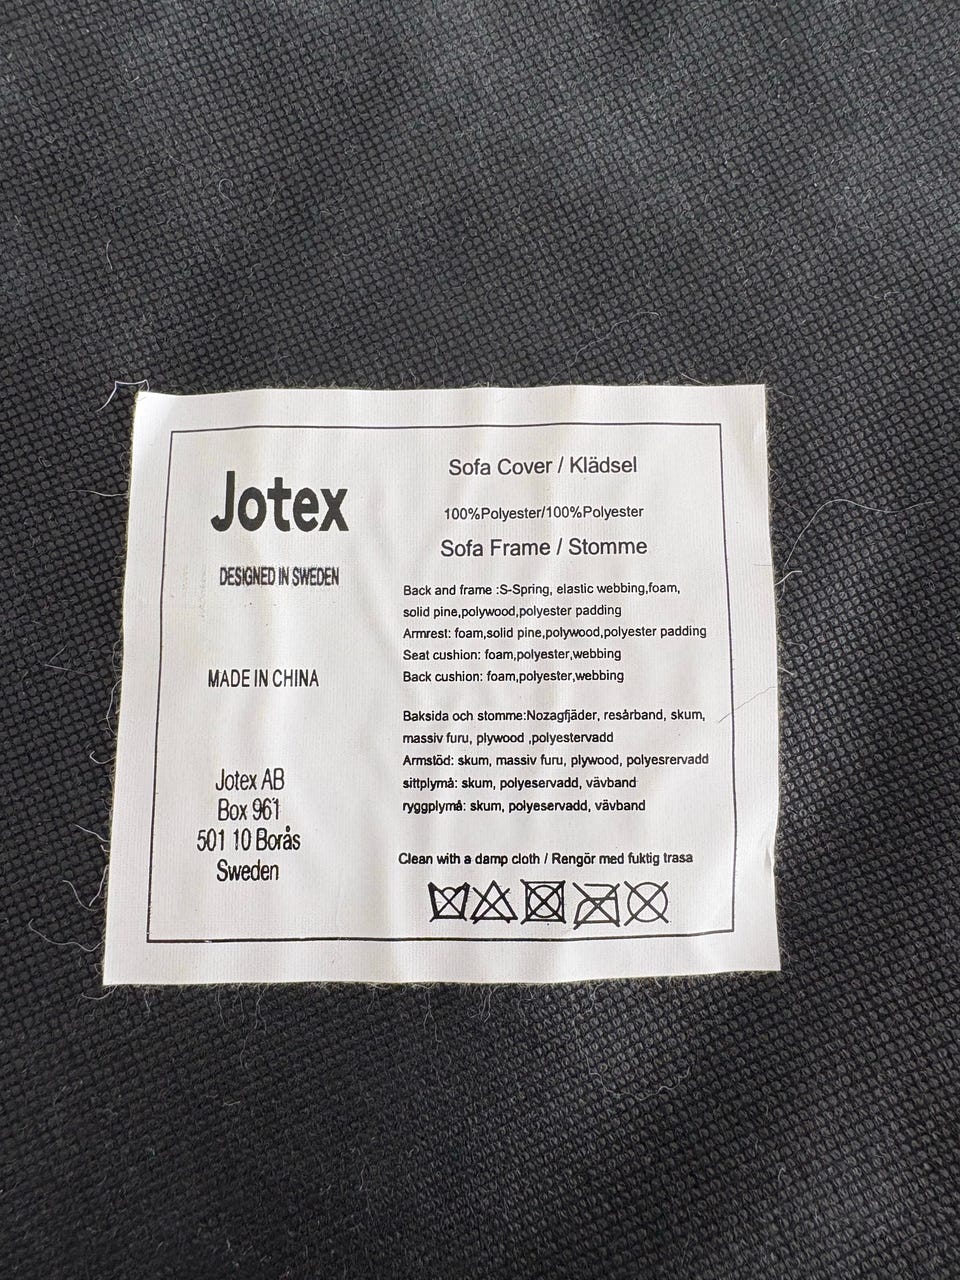 Jotex
DESIGNED IN SWEDEN
MADE IN CHINA
Jotex AB
Box 961
501 10 Borås
Sweden
Sofa Cover / Klädsel
100%Polyester/100%Polyester
Sofa Frame / Stomme
Back and frame :S-Spring, elastic webbing,foam,
solid pine,polywood,polyester padding
Armrest: foam,solid pine,polywood,polyester padding
Seat cushion: foam,polyester,webbing
Back cushion: foam,polyester,webbing
Baksida och stomme:Nozagfjäder, resårband, skum,
massiv furu, plywood ,polyestervadd
Armstöd: skum, massiv furu, plywood, polyesrervadd
sittplymå: skum, polyeservadd, vävband
ryggplymå: skum, polyeservadd, vävband
Clean with a damp cloth / Rengör med fuktig trasa